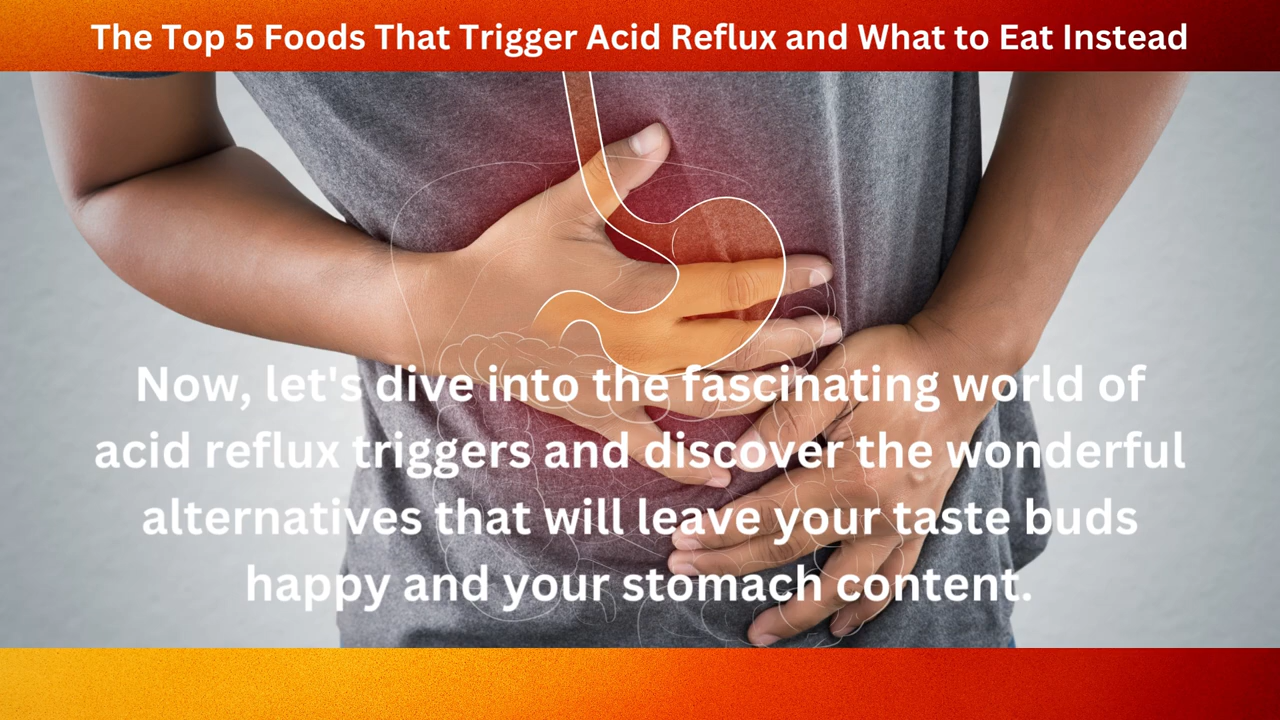 The Top 5 Foods That Trigger Acid Reflux and What to Eat Instead
Now, let's dive into the fascinating world of
acid reflux triggers and discover the wonderful
alternatives that will leave your taste buds
happy and your stomach content.